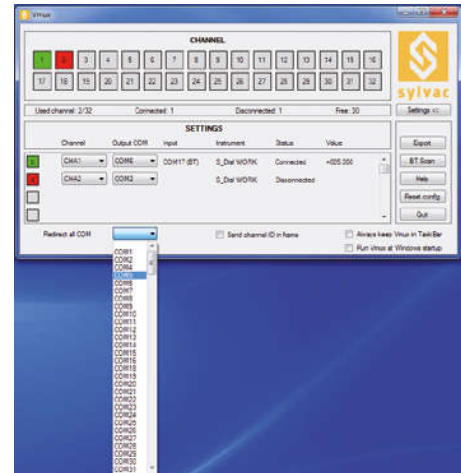 Vmux
CHANNEL
1 2 3 4 5 6 7 8 9 10 11 12 13 14 15 16
17 18 19 20 21 22 23 24 25 26 27 28 29 30 31 32
sylvac
Used channel: 2/32 Connected: 1 Disconnected: 1 Free: 30 Settings <<
SETTINGS
Channel Output COM Input Instrument Status Value
CHA1 COM6 COM17 (BT) S_Dial WORK Connected +005.200
CHA2 COM2 S_Dial WORK Disconnected
Export
BT Scan
Help
Reset config
Quit
Redirect all COM Send channel ID in frame Always keep Vmux in TaskBar
Run Vmux at Windows startup
COM1
COM2
COM4
COM5
COM6
COM7
COM8
COM9
COM10
COM11
COM12
COM13
COM14
COM15
COM16
COM18
COM19
COM20
COM21
COM22
COM23
COM24
COM25
COM26
COM27
COM28
COM29
COM30
COM31